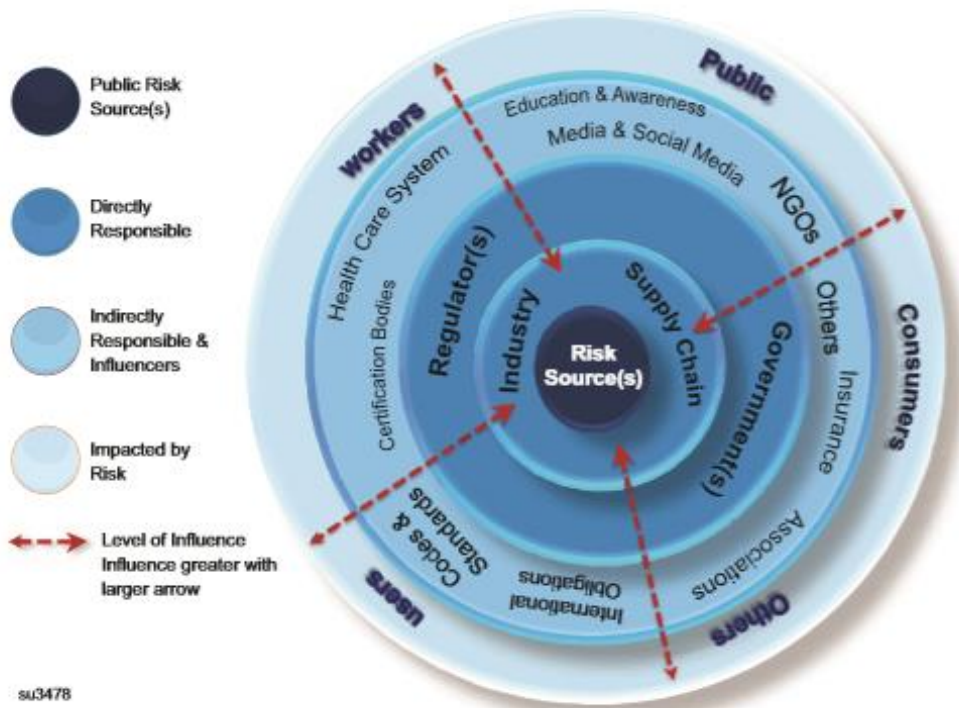 Public Risk
Source(s)
Directly
Responsible
Indirectly
Responsible &
Influencers
Impacted by
Risk
Level of Influence
Influence greater with
larger arrow
su3478
Public
workers
Consumers
users
Others
Education & Awareness
Media & Social Media
Health Care System
NGOs
Certification Bodies
Others
Insurance
Codes &
Standards
International
Obligations
Associations
Regulator(s)
Government(s)
Industry
Supply Chain
Risk
Source(s)